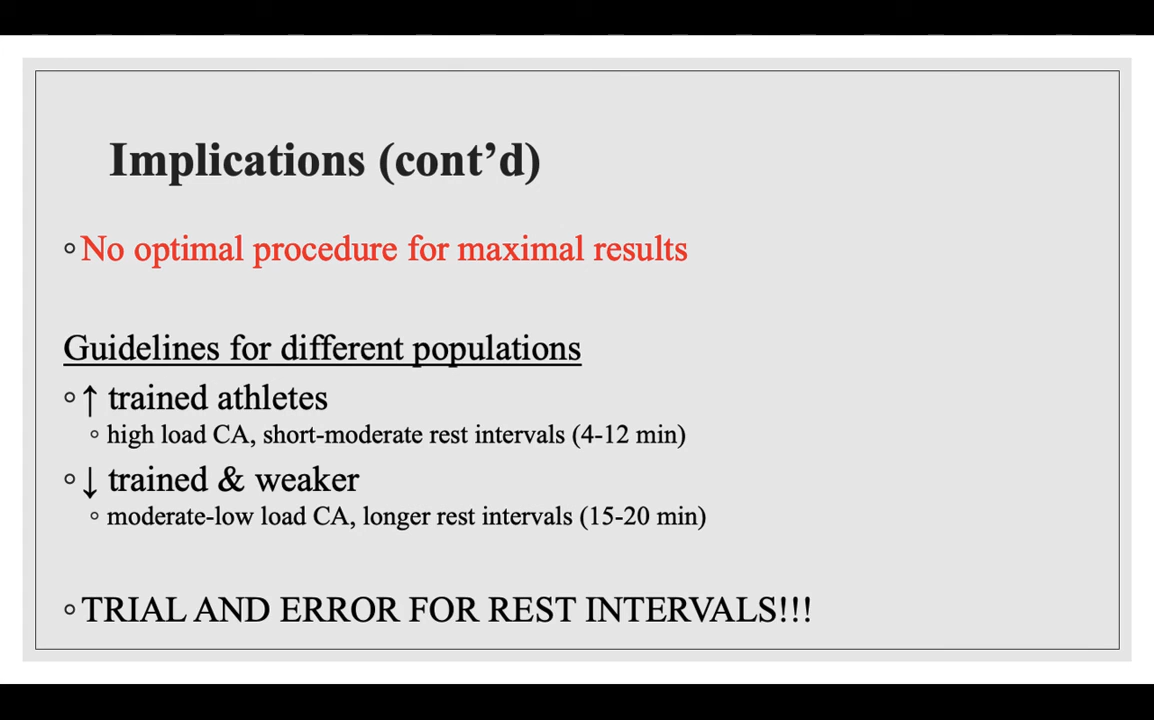 Implications (cont’d)
◦No optimal procedure for maximal results
Guidelines for different populations
◦↑ trained athletes
◦ high load CA, short-moderate rest intervals (4-12 min)
◦↓ trained & weaker
◦ moderate-low load CA, longer rest intervals (15-20 min)
◦TRIAL AND ERROR FOR REST INTERVALS!!!